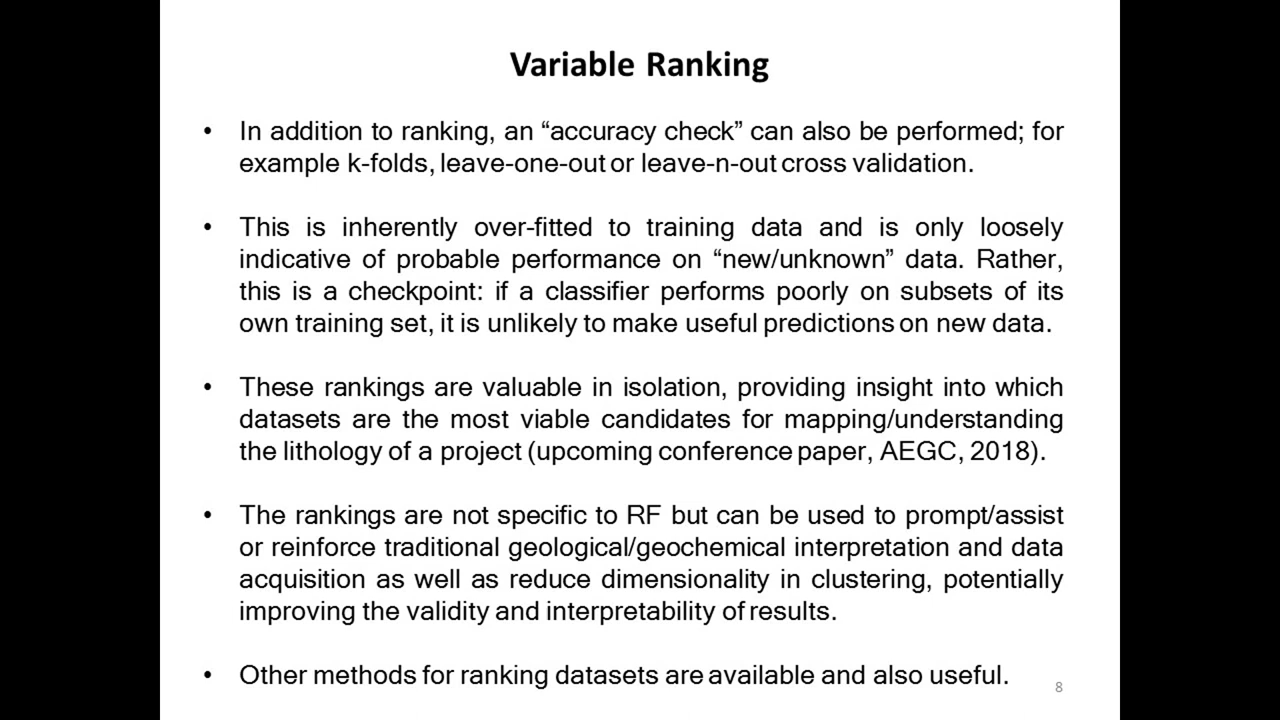 Variable Ranking
• In addition to ranking, an “accuracy check” can also be performed; for
example k-folds, leave-one-out or leave-n-out cross validation.
• This is inherently over-fitted to training data and is only loosely
indicative of probable performance on “new/unknown” data. Rather,
this is a checkpoint: if a classifier performs poorly on subsets of its
own training set, it is unlikely to make useful predictions on new data.
• These rankings are valuable in isolation, providing insight into which
datasets are the most viable candidates for mapping/understanding
the lithology of a project (upcoming conference paper, AEGC, 2018).
• The rankings are not specific to RF but can be used to prompt/assist
or reinforce traditional geological/geochemical interpretation and data
acquisition as well as reduce dimensionality in clustering, potentially
improving the validity and interpretability of results.
• Other methods for ranking datasets are available and also useful.
8